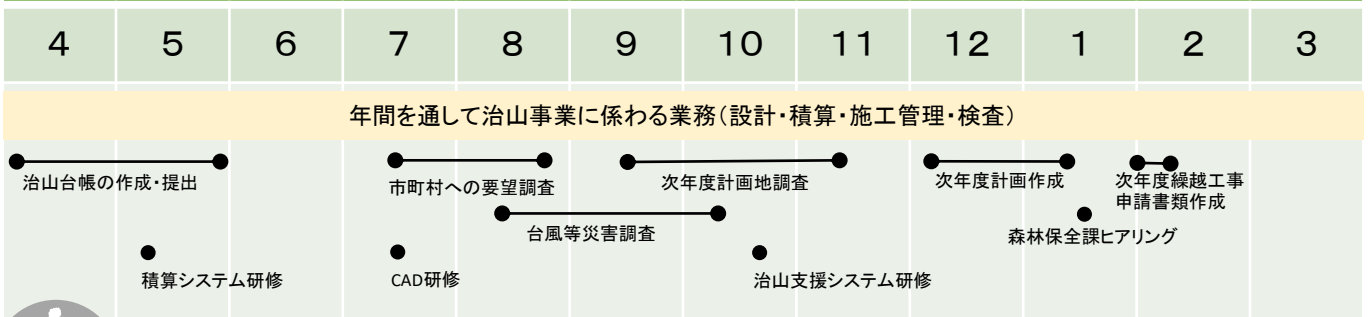 4 5 6 7 8 9 10 11 12 1 2 3
年間を通して治山事業に係わる業務(設計・積算・施工管理・検査)
治山台帳の作成・提出
市町村への要望調査
次年度計画地調査
次年度計画作成
次年度繰越工事
申請書類作成
台風等災害調査
森林保全課ヒアリング
積算システム研修
CAD研修
治山支援システム研修